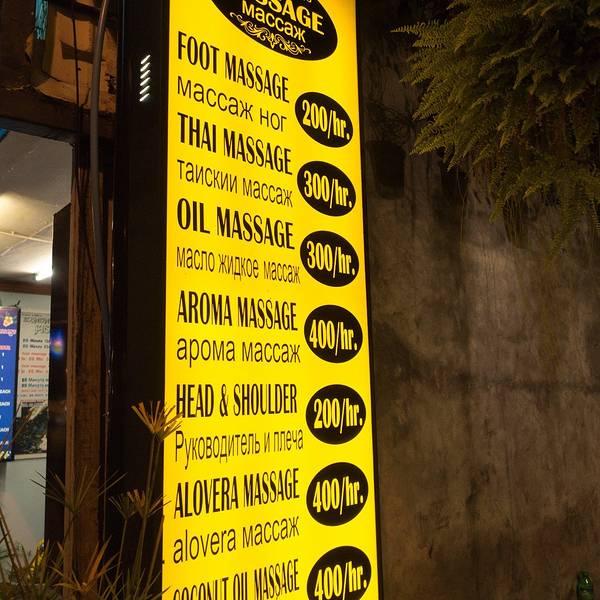 MASSAGE
массаж
FOOT MASSAGE
массаж ног
200/hr.
THAI MASSAGE
таиский массаж
300/hr.
OIL MASSAGE
масло жидкое массаж
300/hr.
AROMA MASSAGE
арома массаж
400/hr.
HEAD & SHOULDER
Руководитель и плеча
200/hr.
ALOVERA MASSAGE
alovera массаж
400/hr.
COCONUT OIL MASSAGE
400/hr.